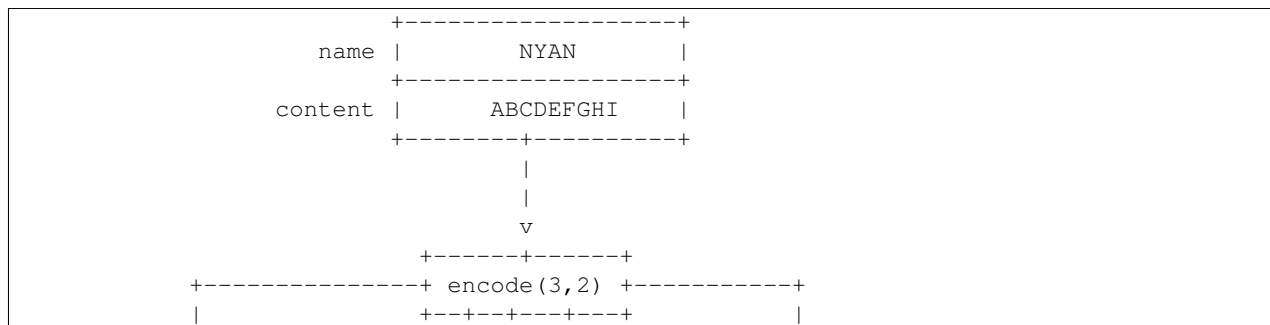 +-------------------+
                     name |        NYAN       |
                          +-------------------+
                  content |      ABCDEFGHI    |
                          +--------+----------+
                                   |
                                   |
                                   v
                            +------+------+
            +---------------+ encode(3,2) +-----------+
            |               +--+--+---+---+           |